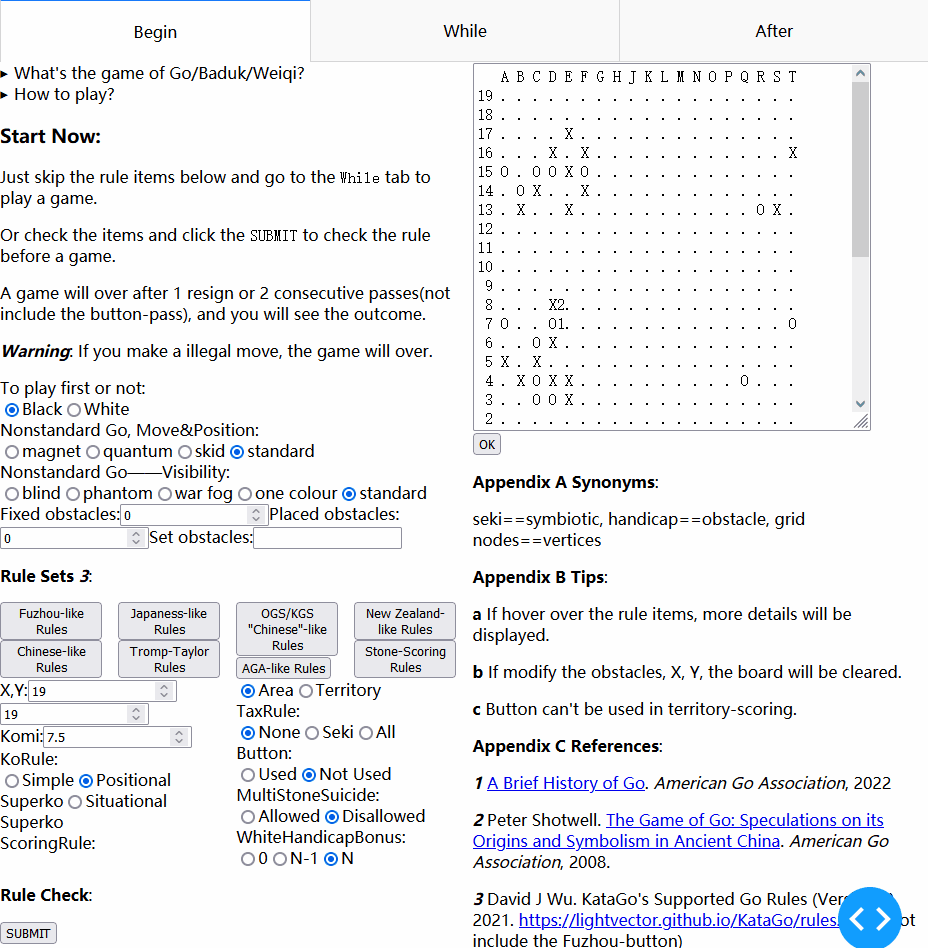 Begin
While
After
▸ What's the game of Go/Baduk/Weiqi?
▸ How to play?
Start Now:
Just skip the rule items below and go to the While tab to
play a game.
Or check the items and click the SUBMIT to check the rule
before a game.
A game will over after 1 resign or 2 consecutive passes(not
include the button-pass), and you will see the outcome.
Warning: If you make a illegal move, the game will over.
To play first or not:
Black White
Nonstandard Go, Move&Position:
magnet quantum skid standard
Nonstandard Go——Visibility:
blind phantom war fog one colour standard
Fixed obstacles: 0 Placed obstacles:
0 Set obstacles:
Rule Sets 3:
Fuzhou-like
Rules
Japaness-like
Rules
OGS/KGS
"Chinese"-like
Rules
New Zealand-
like Rules
Chinese-like
Rules
Tromp-Taylor
Rules
AGA-like Rules
Stone-Scoring
Rules
X,Y: 19
19
Komi: 7.5
KoRule:
Simple Positional
Superko Situational
Superko
ScoringRule:
Area Territory
TaxRule:
None Seki All
Button:
Used Not Used
MultiStoneSuicide:
Allowed Disallowed
WhiteHandicapBonus:
0 N-1 N
Rule Check:
SUBMIT
A B C D E F G H J K L M N O P Q R S T
19 . . . . . . . . . . . . . . . . . . .
18 . . . . . . . . . . . . . . . . . . .
17 . . . . X . . . . . . . . . . . . . .
16 . . . X . X . . . . . . . . . . . . X
15 O . O O X O . . . . . . . . . . . . .
14 . O X . . X . . . . . . . . . . . . .
13 . X . . X . . . . . . . . . . . O X .
12 . . . . . . . . . . . . . . . . . . .
11 . . . . . . . . . . . . . . . . . . .
10 . . . . . . . . . . . . . . . . . . .
9 . . . . . . . . . . . . . . . . . . .
8 . . . X2. . . . . . . . . . . . . . .
7 O . . O1. . . . . . . . . . . . . . O
6 . . O X . . . . . . . . . . . . . . .
5 X . X . . . . . . . . . . . . . . . .
4 . X O X X . . . . . . . . . . O . . .
3 . . O O X . . . . . . . . . . . . . .
2 . . . . . . . . . . . . . . . . . . .
OK
Appendix A Synonyms:
seki==symbiotic, handicap==obstacle, grid
nodes==vertices
Appendix B Tips:
a If hover over the rule items, more details will be
displayed.
b If modify the obstacles, X, Y, the board will be cleared.
c Button can't be used in territory-scoring.
Appendix C References:
1 A Brief History of Go. American Go Association, 2022
2 Peter Shotwell. The Game of Go: Speculations on its
Origins and Symbolism in Ancient China. American Go
Association, 2008.
3 David J Wu. KataGo's Supported Go Rules
2021. https://lightvector.github.io/KataGo/rules.
include the Fuzhou-button)